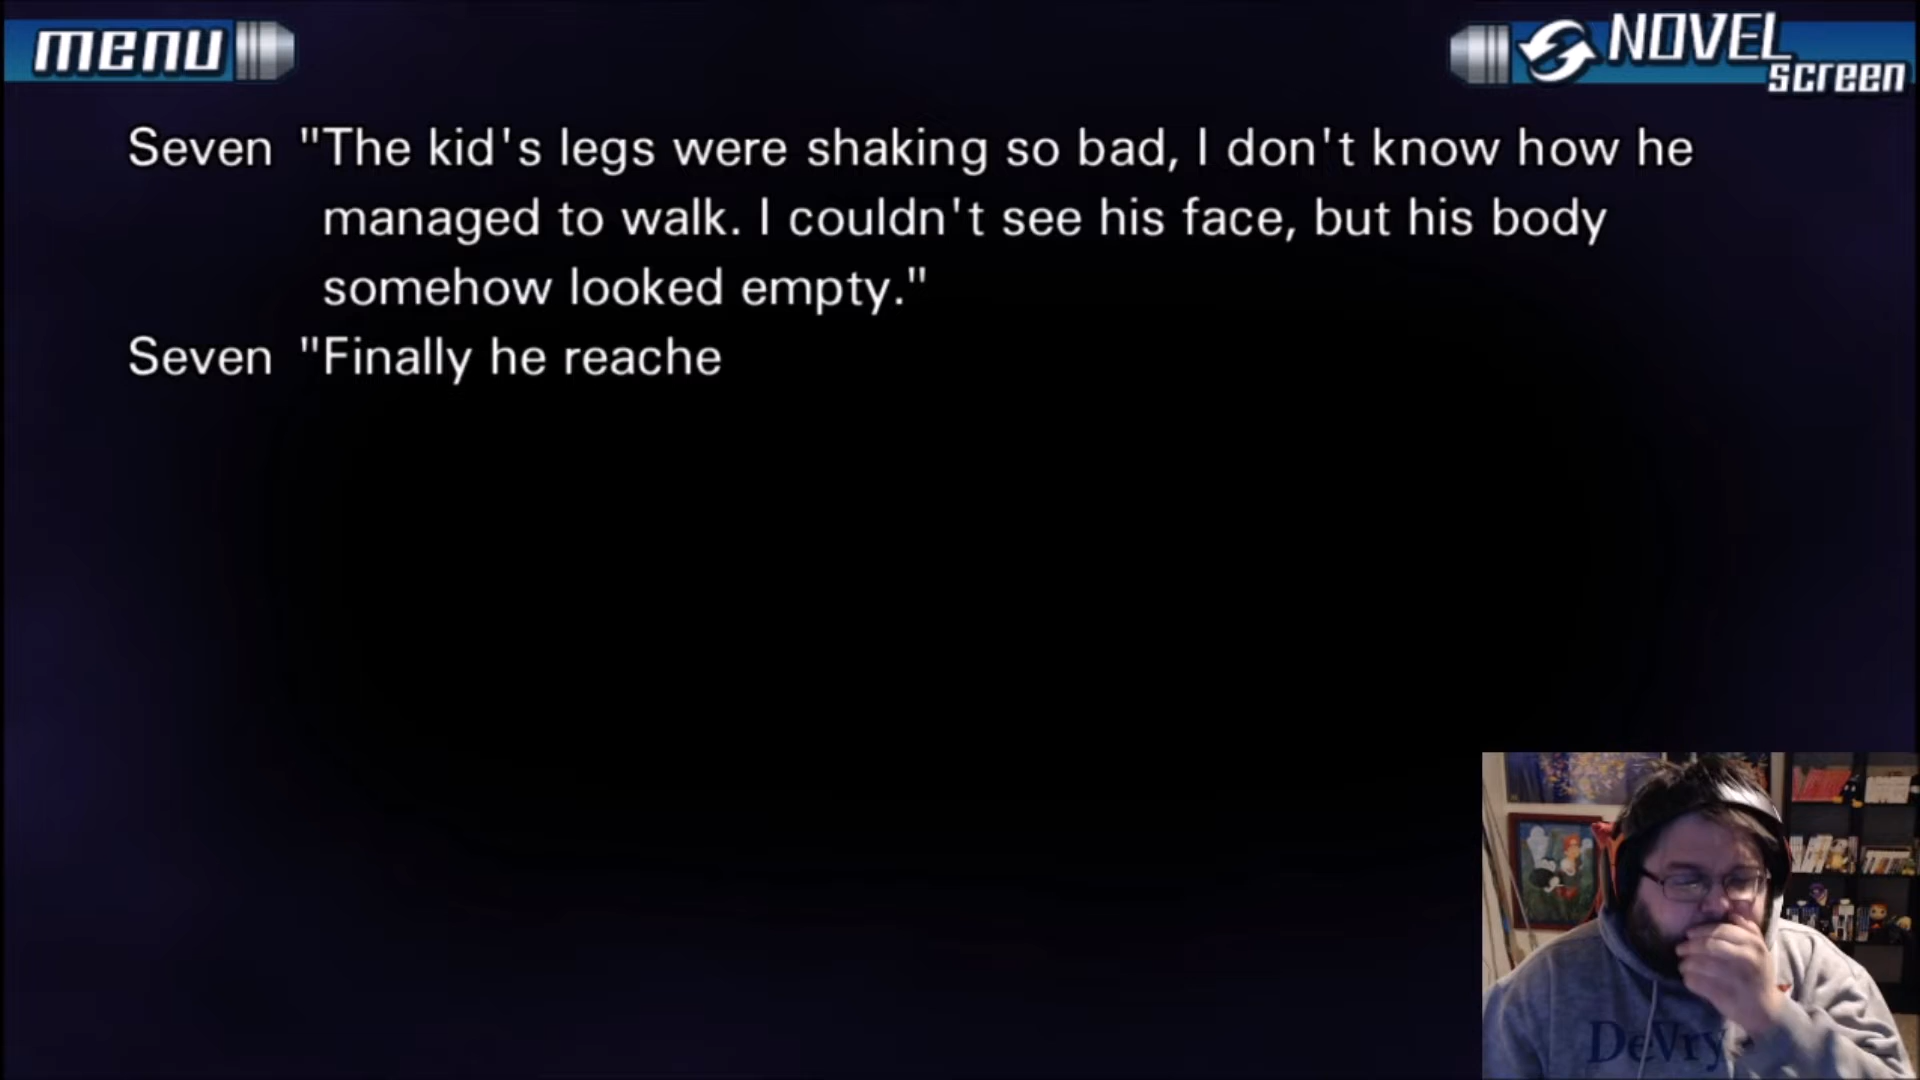 menu
NOVEL
screen
Seven "The kid's legs were shaking so bad, I don't know how he
managed to walk. I couldn't see his face, but his body
somehow looked empty."
Seven "Finally he reache
DeVry